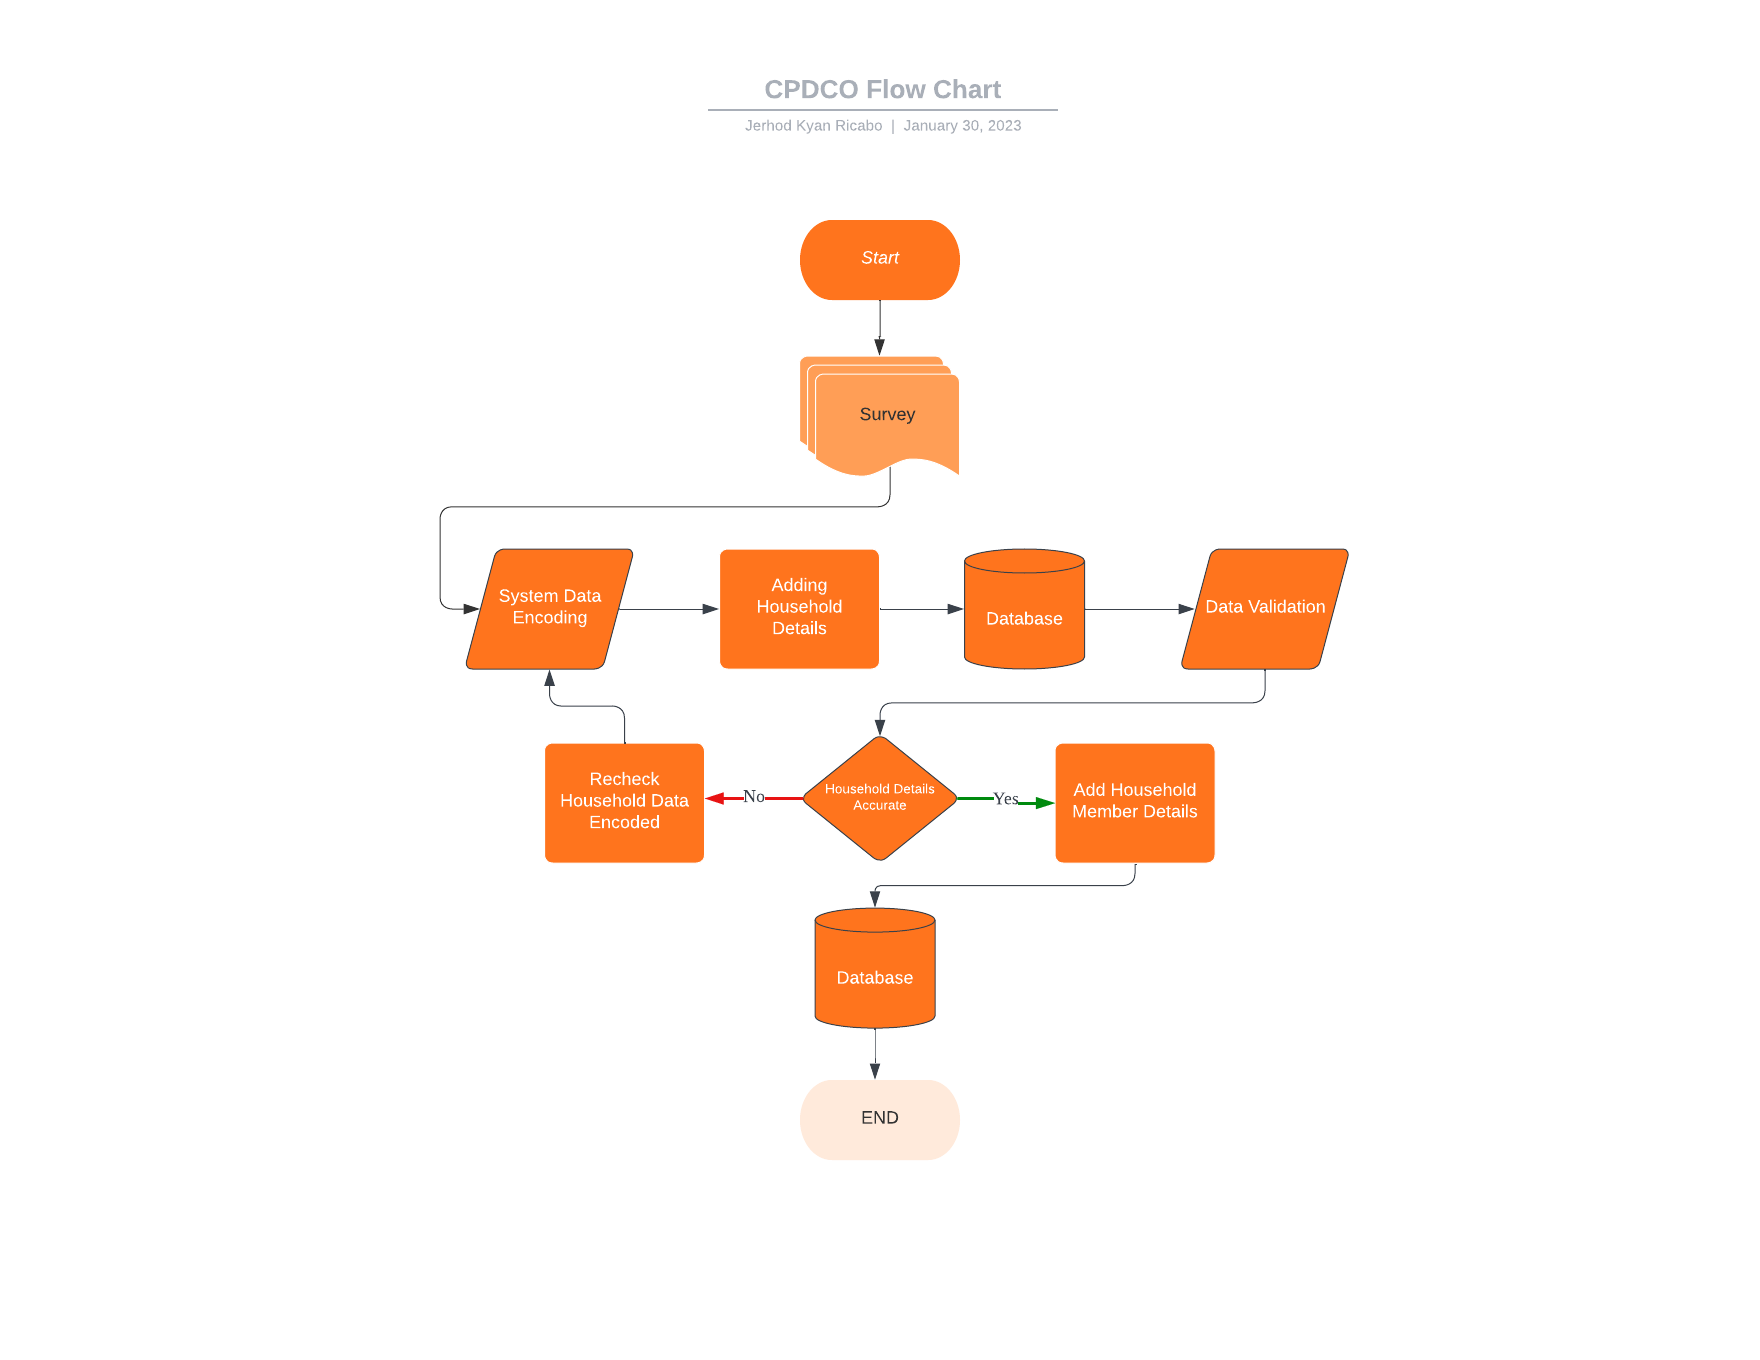 CPDCO Flow Chart
Jerhod Kyan Ricabo | January 30, 2023
Start
Survey
System Data
Encoding
Adding
Household
Details
Database
Data Validation
Recheck
Household Data
Encoded
No
Household Details
Accurate
Yes
Add Household
Member Details
Database
END